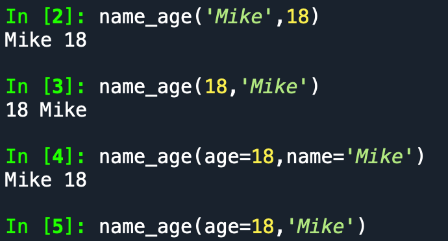 In [2]: name_age('Mike',18)
Mike 18
In [3]: name_age(18,'Mike')
18 Mike
In [4]: name_age(age=18,name='Mike')
Mike 18
In [5]: name_age(age=18,'Mike')